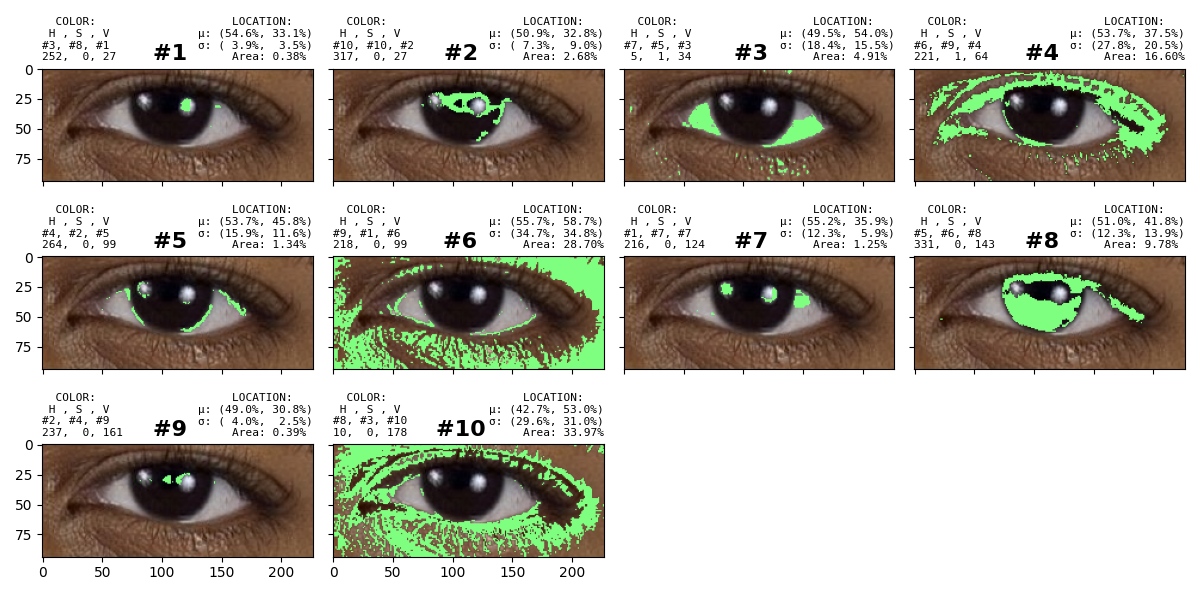 COLOR: LOCATION: COLOR: LOCATION: COLOR: LOCATION: COLOR: LOCATION:
H , S , V μ: (54.6%, 33.1%) H , S , V μ: (50.9%, 32.8%) H , S , V μ: (49.5%, 54.0%) H , S , V μ: (53.7%, 37.5%)
#3, #8, #1 #1 σ: ( 3.9%,  3.5%) #10, #10, #2 #2 σ: ( 7.3%,  9.0%) #7, #5, #3 #3 σ: (18.4%, 15.5%) #6, #9, #4 #4 σ: (27.8%, 20.5%)
252,  0, 27 Area: 0.38% 317,  0, 27 Area: 2.68% 5,  1, 34 Area: 4.91% 221,  1, 64 Area: 16.60%
0
25
50
75
COLOR: LOCATION: COLOR: LOCATION: COLOR: LOCATION: COLOR: LOCATION:
H , S , V μ: (53.7%, 45.8%) H , S , V μ: (55.7%, 58.7%) H , S , V μ: (55.2%, 35.9%) H , S , V μ: (51.0%, 41.8%)
#4, #2, #5 #5 σ: (15.9%, 11.6%) #9, #1, #6 #6 σ: (34.7%, 34.8%) #1, #7, #7 #7 σ: (12.3%,  5.9%) #5, #6, #8 #8 σ: (12.3%, 13.9%)
264,  0, 99 Area: 1.34% 218,  0, 99 Area: 28.70% 216,  0, 124 Area: 1.25% 331,  0, 143 Area: 9.78%
0
25
50
75
COLOR: LOCATION: COLOR: LOCATION:
H , S , V μ: (49.0%, 30.8%) H , S , V μ: (42.7%, 53.0%)
#2, #4, #9 #9 σ: ( 4.0%,  2.5%) #8, #3, #10 #10 σ: (29.6%, 31.0%)
237,  0, 161 Area: 0.39% 10,  0, 178 Area: 33.97%
0
25
50
75
0 50 100 150 200 0 50 100 150 200